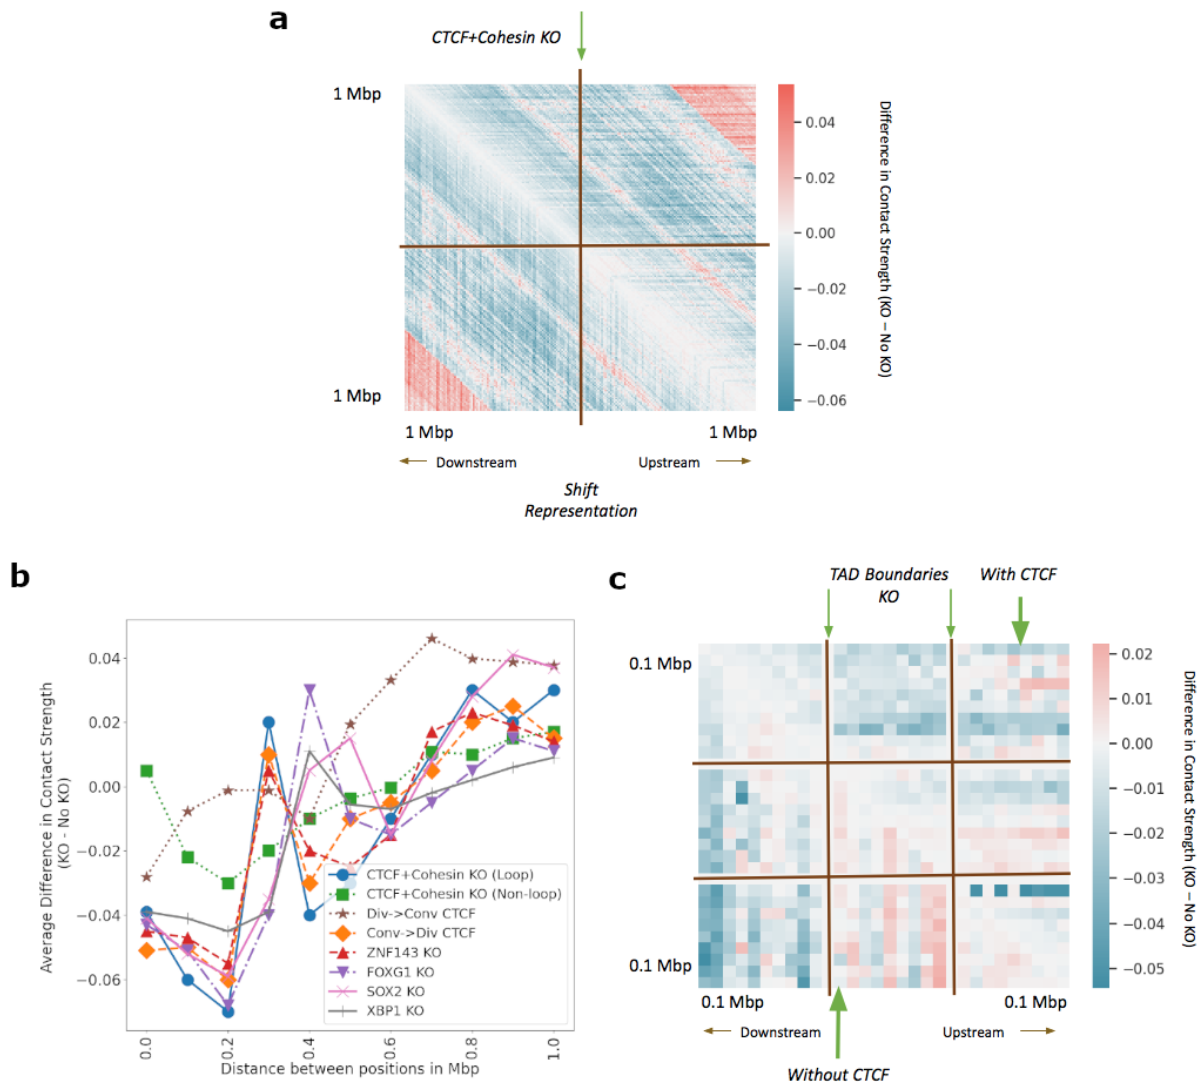 a
CTCF+Cohesin KO
1 Mbp
1 Mbp
1 Mbp
1 Mbp
Downstream
Upstream
Shift
Representation
0.04
0.02
0.00
−0.02
−0.04
−0.06
Difference in Contact Strength (KO – No KO)
b
Average Difference in Contact Strength
(KO - No KO)
0.04
0.02
0.00
−0.02
−0.04
−0.06
CTCF+Cohesin KO (Loop)
CTCF+Cohesin KO (Non-loop)
Div->Conv CTCF
Conv->Div CTCF
ZNF143 KO
FOXG1 KO
SOX2 KO
XBP1 KO
0.0
0.2
0.4
0.6
0.8
1.0
Distance between positions in Mbp
c
TAD Boundaries
KO
With CTCF
0.1 Mbp
0.1 Mbp
0.1 Mbp
0.1 Mbp
Downstream
Upstream
Without CTCF
0.02
0.01
0.00
−0.01
−0.02
−0.03
−0.04
−0.05
Difference in Contact Strength (KO – No KO)